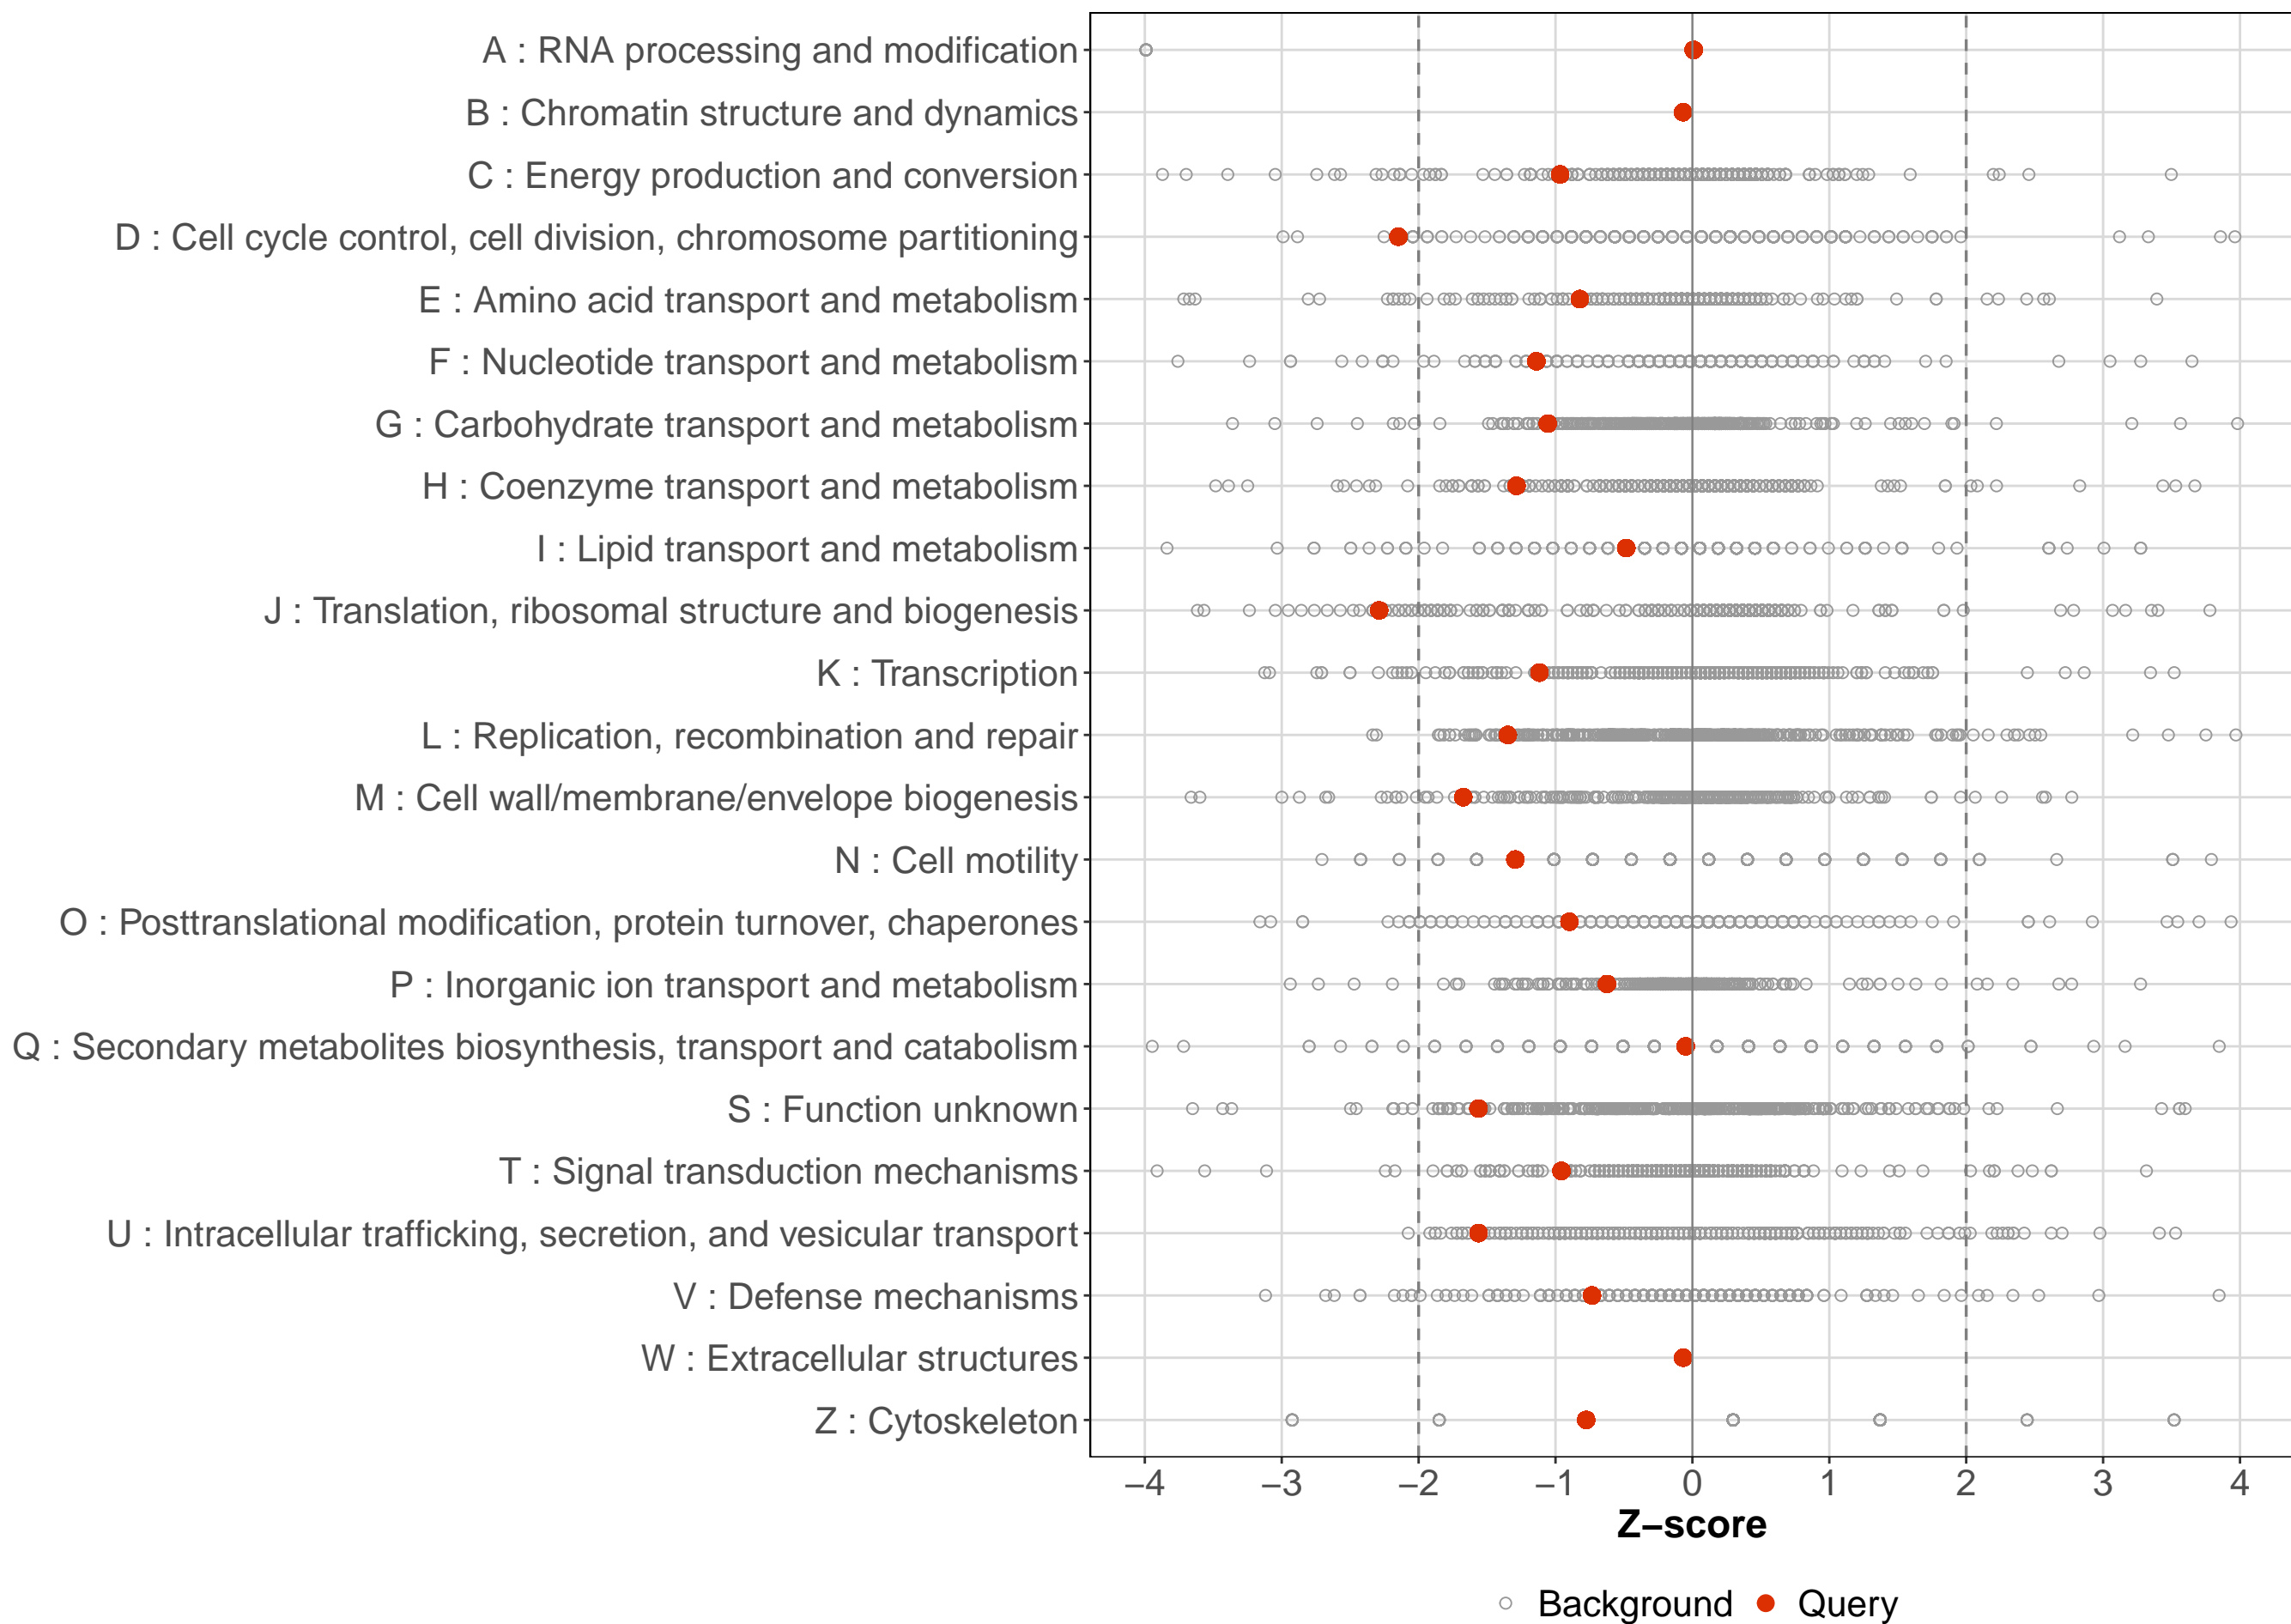 A : RNA processing and modification
B : Chromatin structure and dynamics
C : Energy production and conversion
D : Cell cycle control, cell division, chromosome partitioning
E : Amino acid transport and metabolism
F : Nucleotide transport and metabolism
G : Carbohydrate transport and metabolism
H : Coenzyme transport and metabolism
I : Lipid transport and metabolism
J : Translation, ribosomal structure and biogenesis
K : Transcription
L : Replication, recombination and repair
M : Cell wall/membrane/envelope biogenesis
N : Cell motility
O : Posttranslational modification, protein turnover, chaperones
P : Inorganic ion transport and metabolism
Q : Secondary metabolites biosynthesis, transport and catabolism
S : Function unknown
T : Signal transduction mechanisms
U : Intracellular trafficking, secretion, and vesicular transport
V : Defense mechanisms
W : Extracellular structures
Z : Cytoskeleton
−4 −3 −2 −1 0 1 2 3 4
Z−score
Background Query